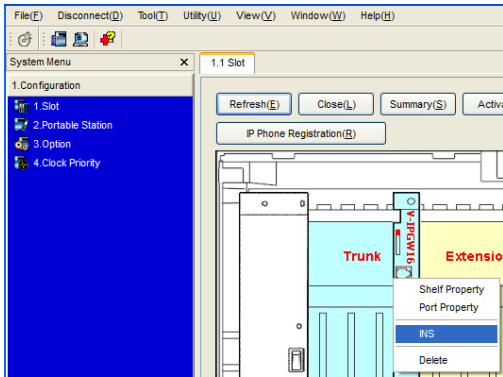 File(F) Disconnect(D) Tool(T) Utility(U) View(V) Window(W) Help(H)
System Menu
1.1 Slot
1.Configuration
1.Slot
2.Portable Station
3.Option
4.Clock Priority
Refresh(E) Close(L) Summary(S) Activa
IP Phone Registration(R)
V-IPGW16
Trunk
Extensio
Shelf Property
Port Property
INS
Delete